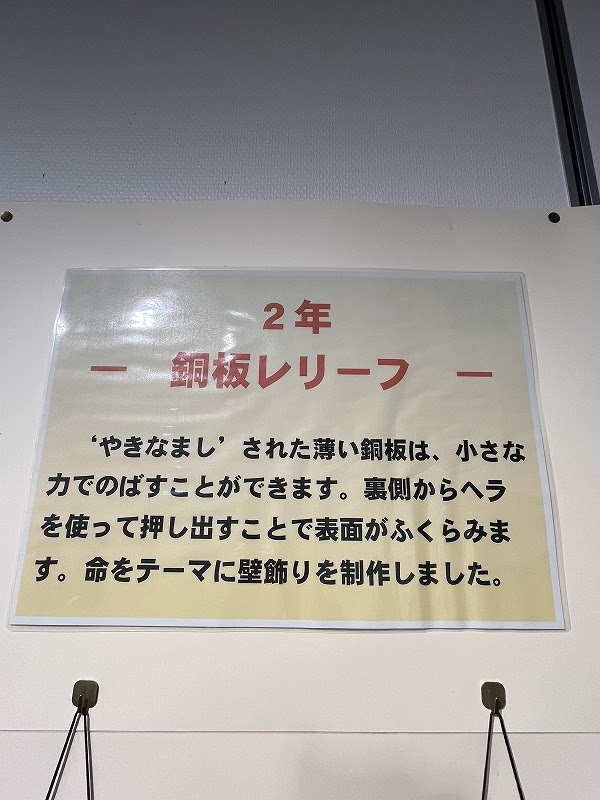 2年
― 銅板レリーフ ―
‘やきなまし’された薄い銅板は、小さな
力でのばすことができます。裏側からヘラ
を使って押し出すことで表面がふくらみま
す。命をテーマに壁飾りを制作しました。